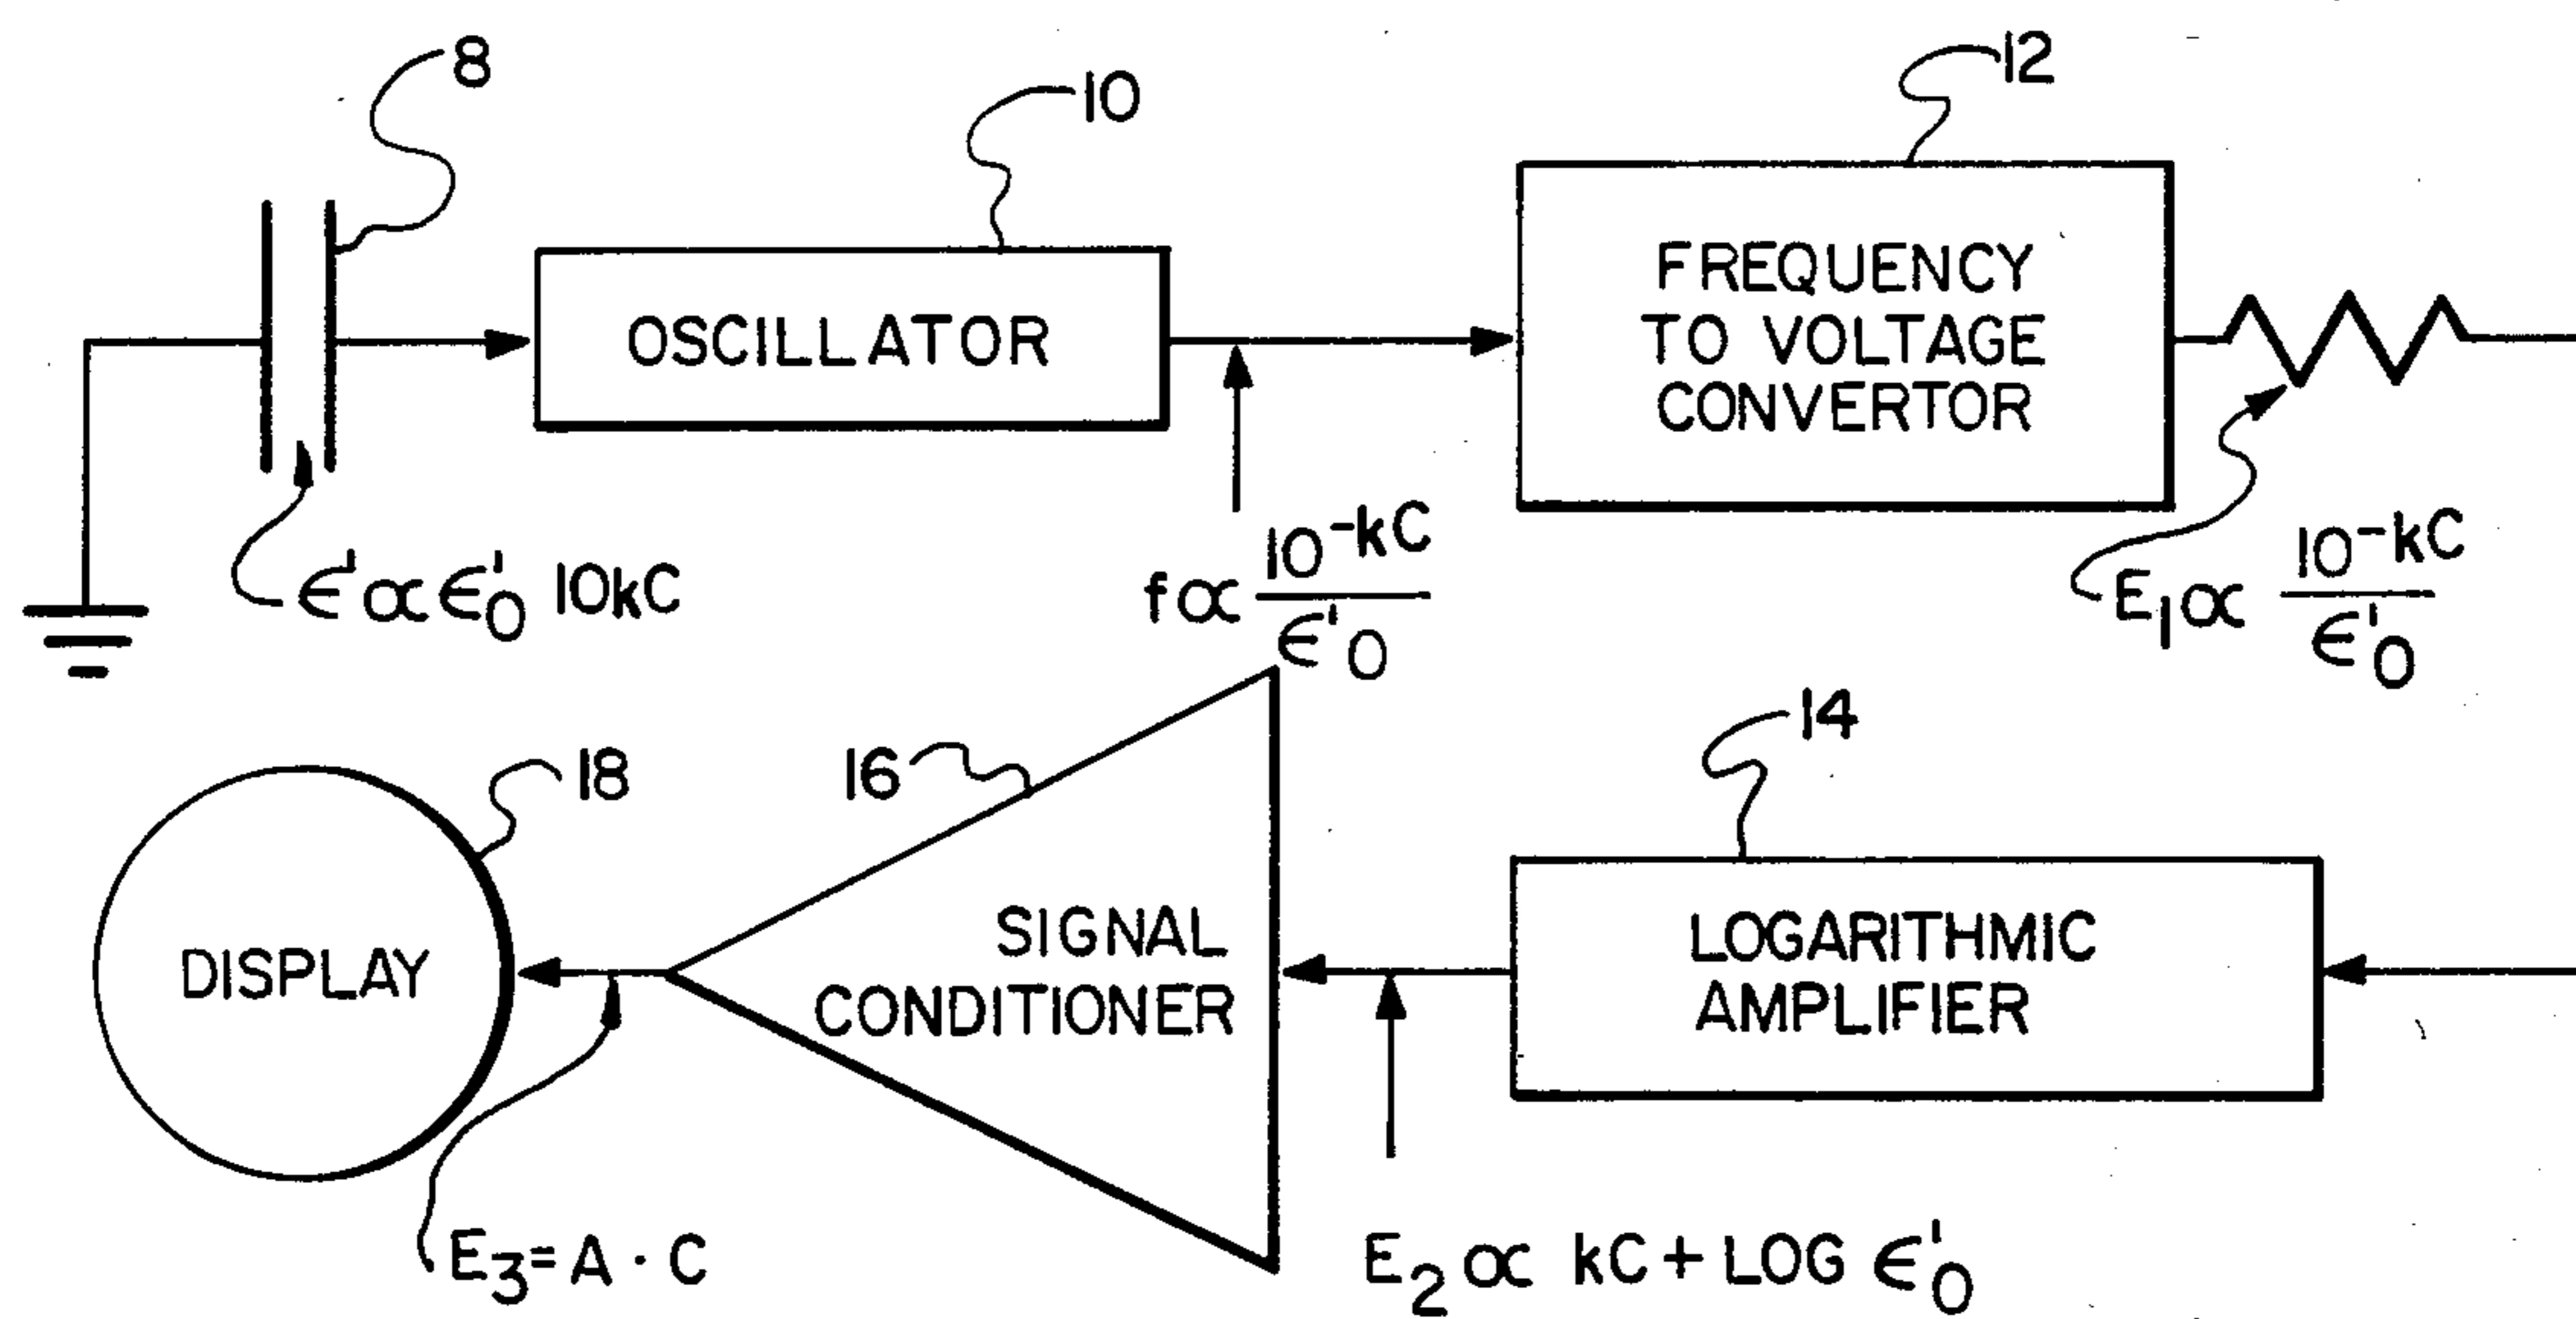 8
10
12
OSCILLATOR
FREQUENCY
TO VOLTAGE
CONVERTOR
ϵ' ∝ ϵ'₀ 10kC
f ∝ 10⁻ᵏᶜ / ϵ'₀
E₁ ∝ 10⁻ᵏᶜ / ϵ'₀
14
16
18
DISPLAY
SIGNAL
CONDITIONER
LOGARITHMIC
AMPLIFIER
E₃ = A · C
E₂ ∝ kC + LOG ϵ'₀